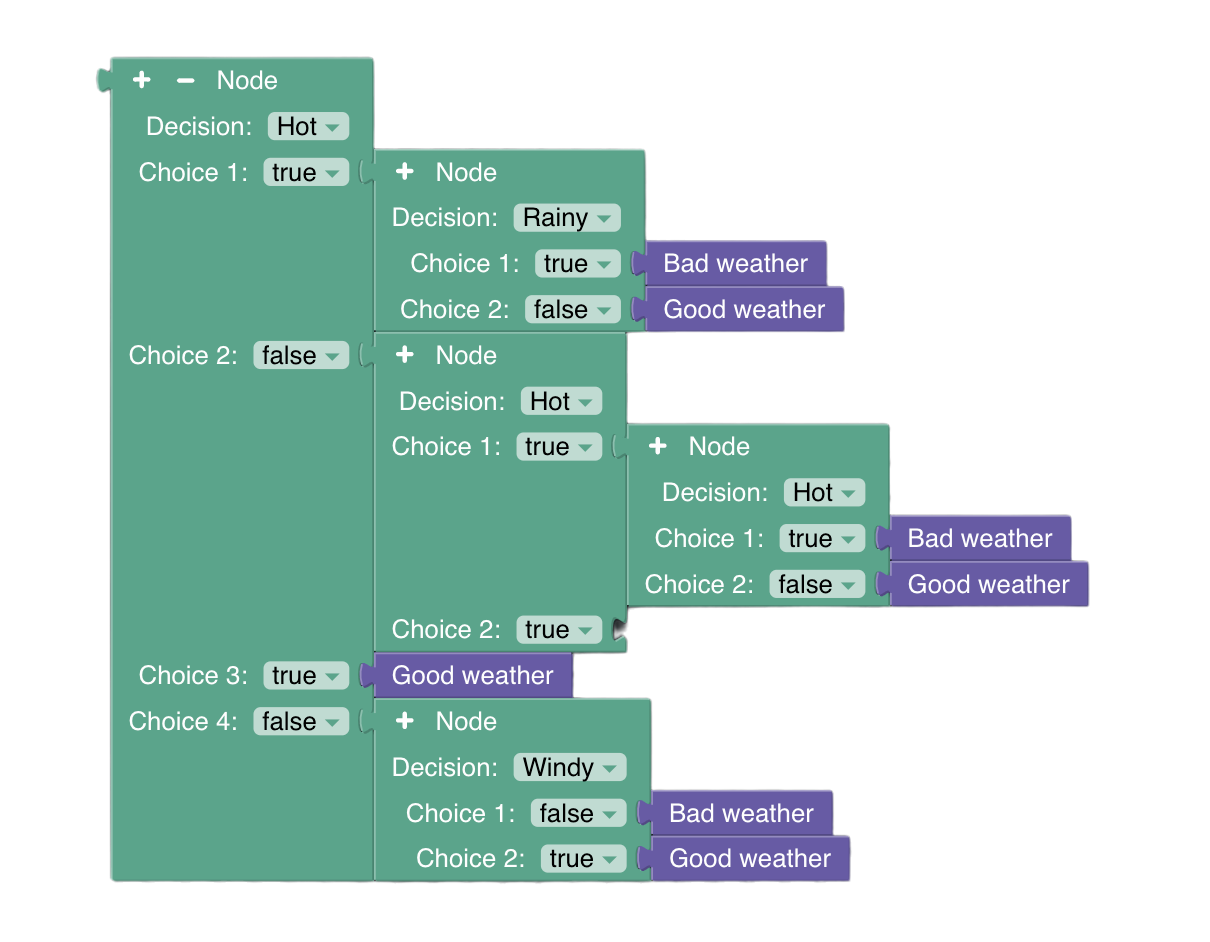 + − Node
Decision: Hot
Choice 1: true + Node
Decision: Rainy
Choice 1: true Bad weather
Choice 2: false Good weather
Choice 2: false + Node
Decision: Hot
Choice 1: true + Node
Decision: Hot
Choice 1: true Bad weather
Choice 2: false Good weather
Choice 2: true
Choice 3: true Good weather
Choice 4: false + Node
Decision: Windy
Choice 1: false Bad weather
Choice 2: true Good weather